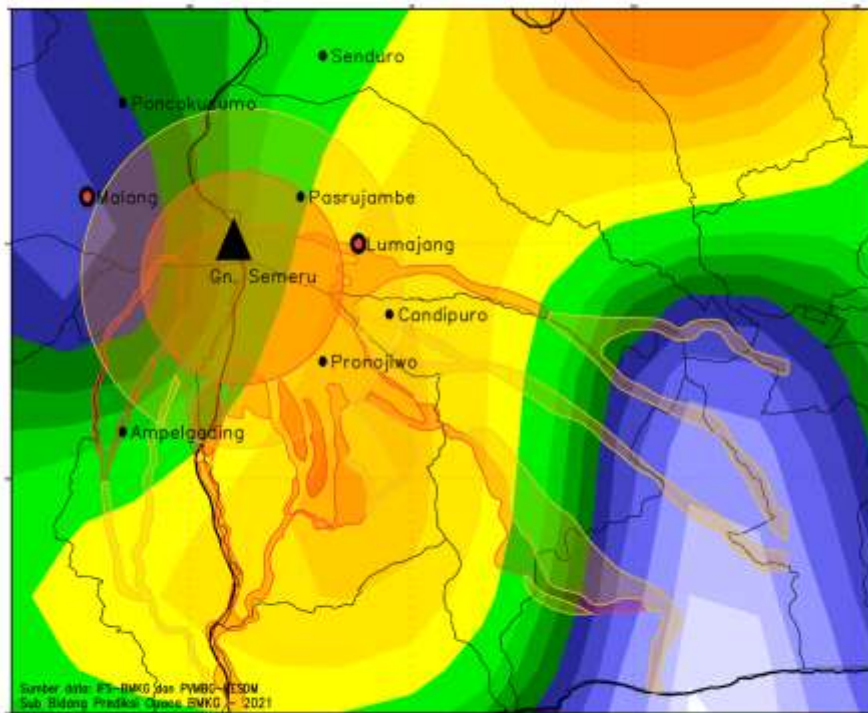 Senduro
Poncokusumo
Malang
Pasrujambe
Lumajang
Gn. Semeru
Candipuro
Pronojiwo
Ampelgading
Sumber data: IFS-BMKG dan PVMBG-KESDM
Sub Bidang Prediksi Cuaca BMKG - 2021